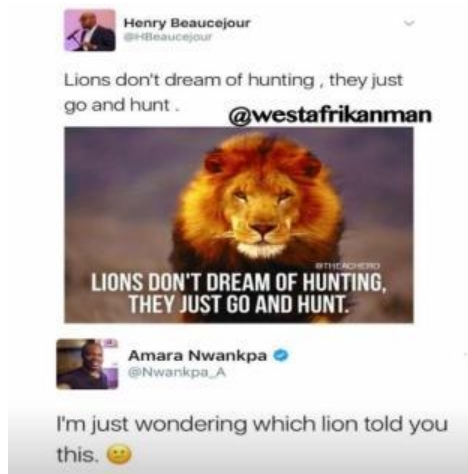 Henry Beaucejour
@HBeaucejour
Lions don't dream of hunting , they just
go and hunt .
@westafrikanman
LIONS DON'T DREAM OF HUNTING,
THEY JUST GO AND HUNT.
Amara Nwankpa
@Nwankpa_A
I'm just wondering which lion told you
this. 😕